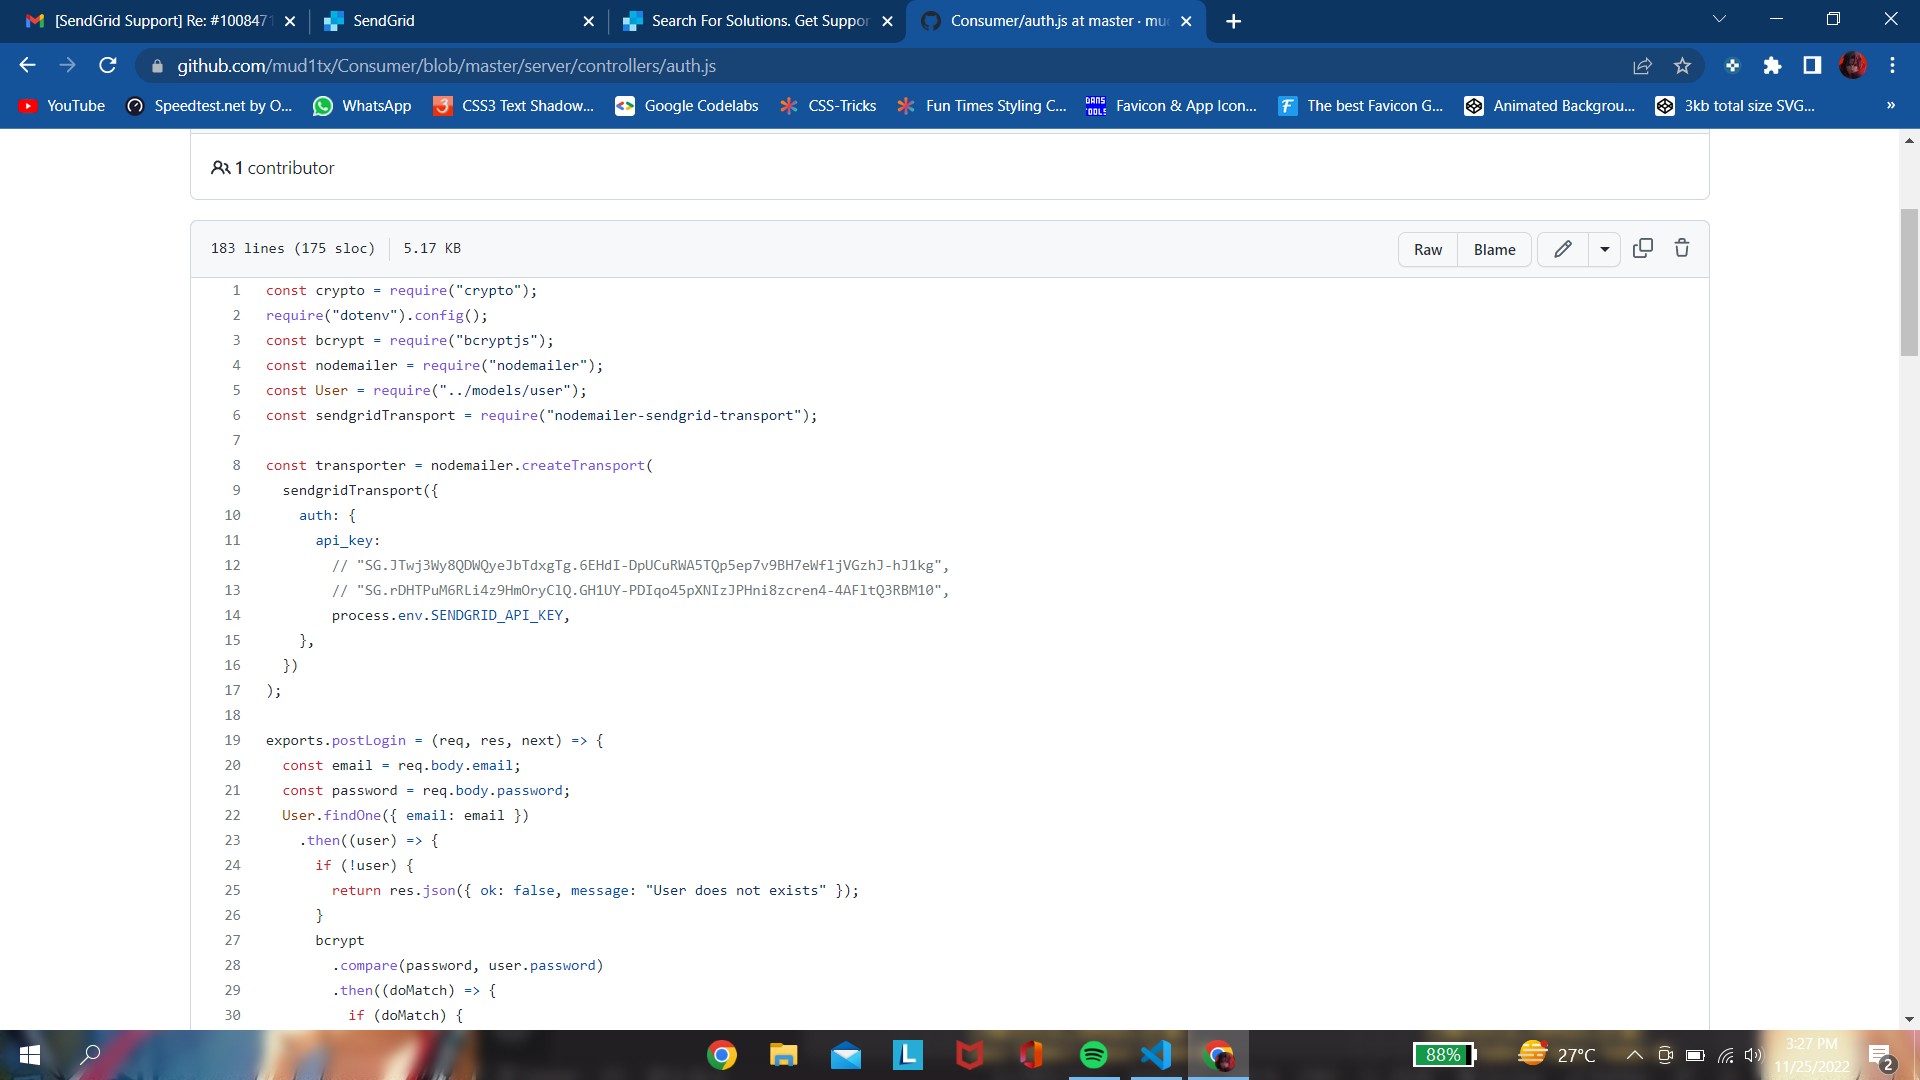 [SendGrid Support] Re: #1008471
SendGrid
Search For Solutions. Get Suppor
Consumer/auth.js at master · mud
github.com/mud1tx/Consumer/blob/master/server/controllers/auth.js
YouTube
Speedtest.net by O...
WhatsApp
CSS3 Text Shadow...
Google Codelabs
CSS-Tricks
Fun Times Styling C...
Favicon & App Icon...
The best Favicon G...
Animated Backgrou...
3kb total size SVG...
»
1 contributor
183 lines (175 sloc) 5.17 KB
Raw Blame
1 const crypto = require("crypto");
2 require("dotenv").config();
3 const bcrypt = require("bcryptjs");
4 const nodemailer = require("nodemailer");
5 const User = require("../models/user");
6 const sendgridTransport = require("nodemailer-sendgrid-transport");
7
8 const transporter = nodemailer.createTransport(
9 sendgridTransport({
10 auth: {
11 api_key:
12 // "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",
13 // "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",
14 process.env.SENDGRID_API_KEY,
15 },
16 })
17 );
18
19 exports.postLogin = (req, res, next) => {
20 const email = req.body.email;
21 const password = req.body.password;
22 User.findOne({ email: email })
23 .then((user) => {
24 if (!user) {
25 return res.json({ ok: false, message: "User does not exists" });
26 }
27 bcrypt
28 .compare(password, user.password)
29 .then((doMatch) => {
30 if (doMatch) {
88%
27°C
3:27 PM
11/25/2022
2